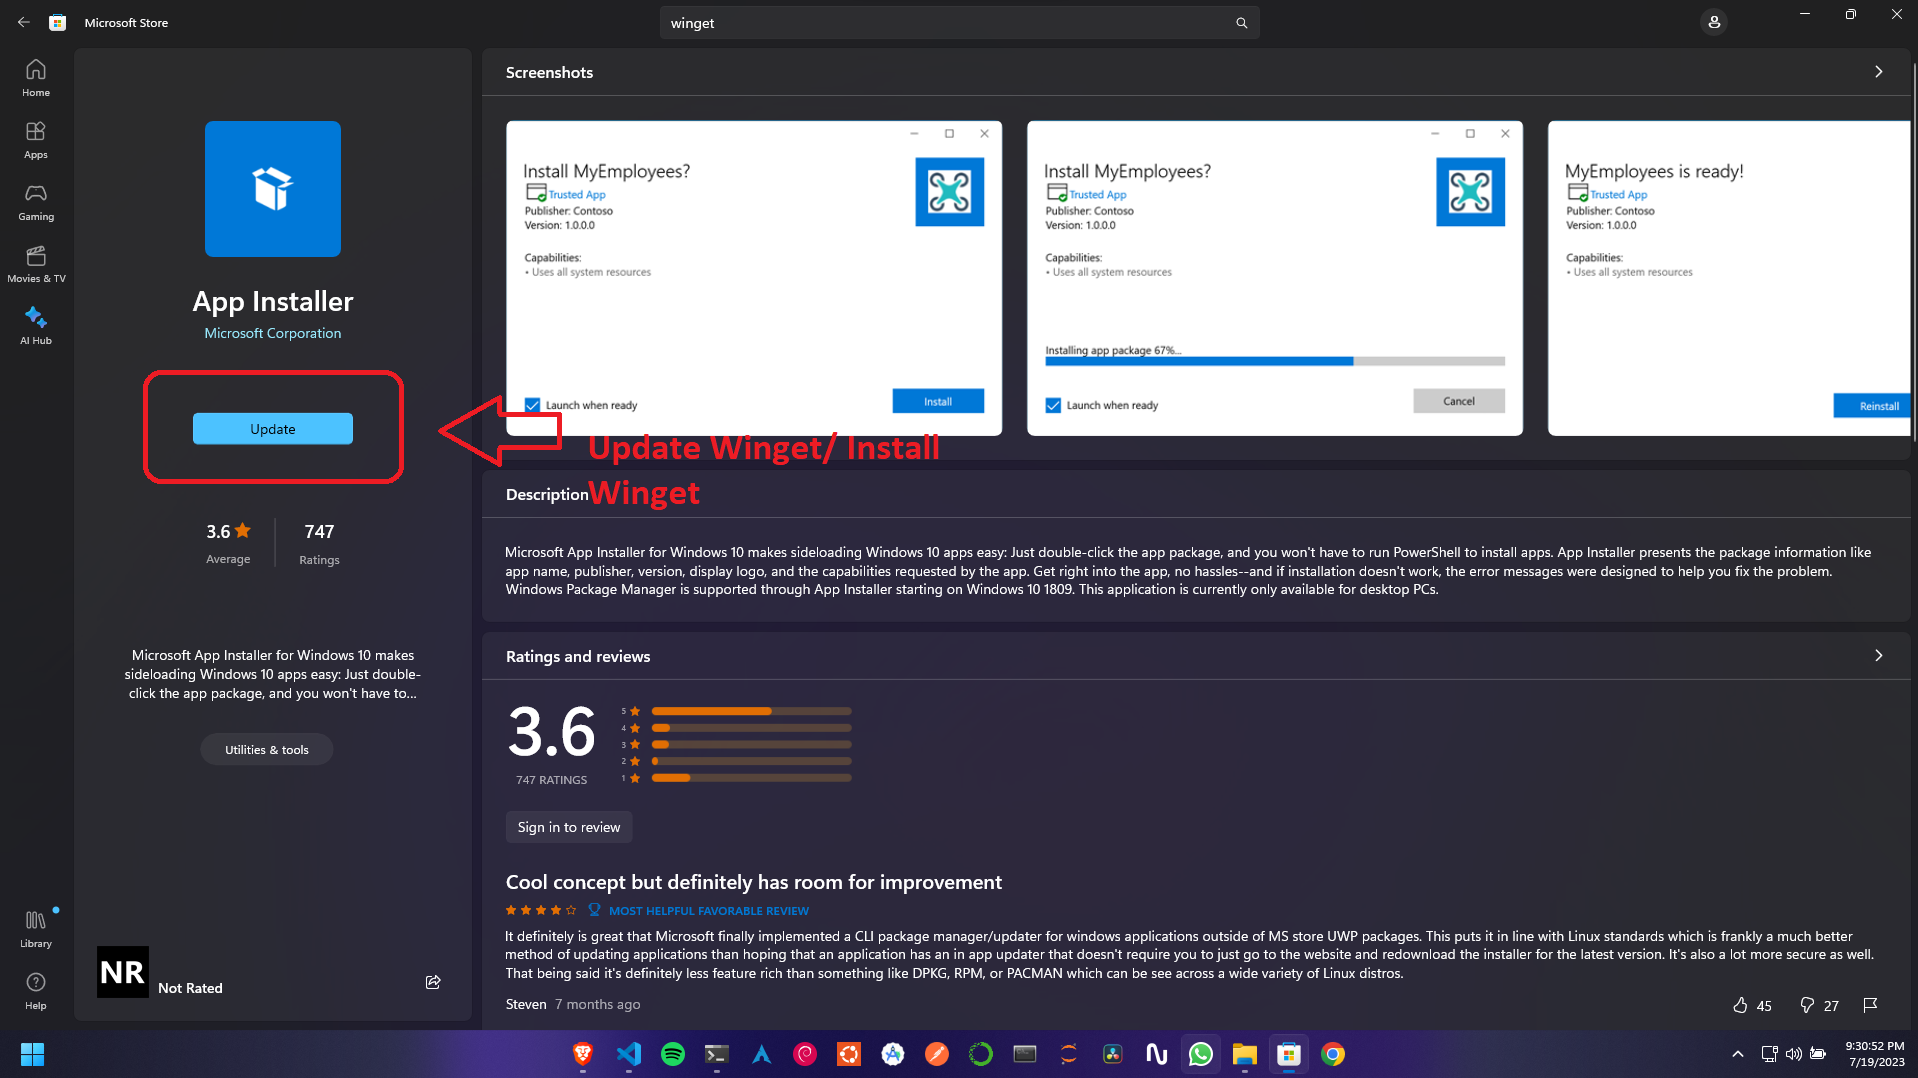 Microsoft Store
winget
Home
Apps
Gaming
Movies & TV
AI Hub
Library
Help
App Installer
Microsoft Corporation
Update
3.6
Average
747
Ratings
Microsoft App Installer for Windows 10 makes
sideloading Windows 10 apps easy: Just double-
click the app package, and you won't have to...
Utilities & tools
NR
Not Rated
Screenshots
Install MyEmployees?
Trusted App
Publisher: Contoso
Version: 1.0.0.0
Capabilities:
• Uses all system resources
Launch when ready
Install
Install MyEmployees?
Trusted App
Publisher: Contoso
Version: 1.0.0.0
Capabilities:
• Uses all system resources
Installing app package 67%...
Launch when ready
Cancel
MyEmployees is ready!
Trusted App
Publisher: Contoso
Version: 1.0.0.0
Capabilities:
• Uses all system resources
Reinstall
Update Winget/ Install
Winget
Description
Microsoft App Installer for Windows 10 makes sideloading Windows 10 apps easy: Just double-click the app package, and you won't have to run PowerShell to install apps. App Installer presents the package information like
app name, publisher, version, display logo, and the capabilities requested by the app. Get right into the app, no hassles--and if installation doesn't work, the error messages were designed to help you fix the problem.
Windows Package Manager is supported through App Installer starting on Windows 10 1809. This application is currently only available for desktop PCs.
Ratings and reviews
3.6
747 RATINGS
5
4
3
2
1
Sign in to review
Cool concept but definitely has room for improvement
MOST HELPFUL FAVORABLE REVIEW
It definitely is great that Microsoft finally implemented a CLI package manager/updater for windows applications outside of MS store UWP packages. This puts it in line with Linux standards which is frankly a much better
method of updating applications than hoping that an application has an in app updater that doesn't require you to just go to the website and redownload the installer for the latest version. It's also a lot more secure as well.
That being said it's definitely less feature rich than something like DPKG, RPM, or PACMAN which can be see across a wide variety of Linux distros.
Steven 7 months ago
45
27
9:30:52 PM
7/19/2023